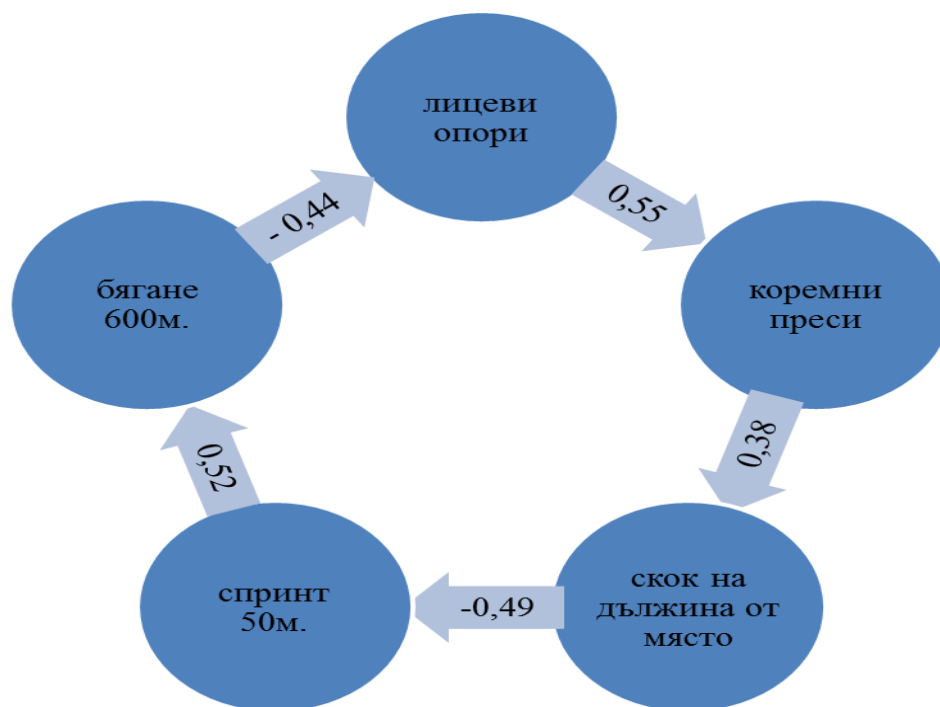 лицеви
опори
0,55
коремни
преси
0,38
скок на
дължина от
място
-0,49
спринт
50м.
0,52
бягане
600м.
- 0,44